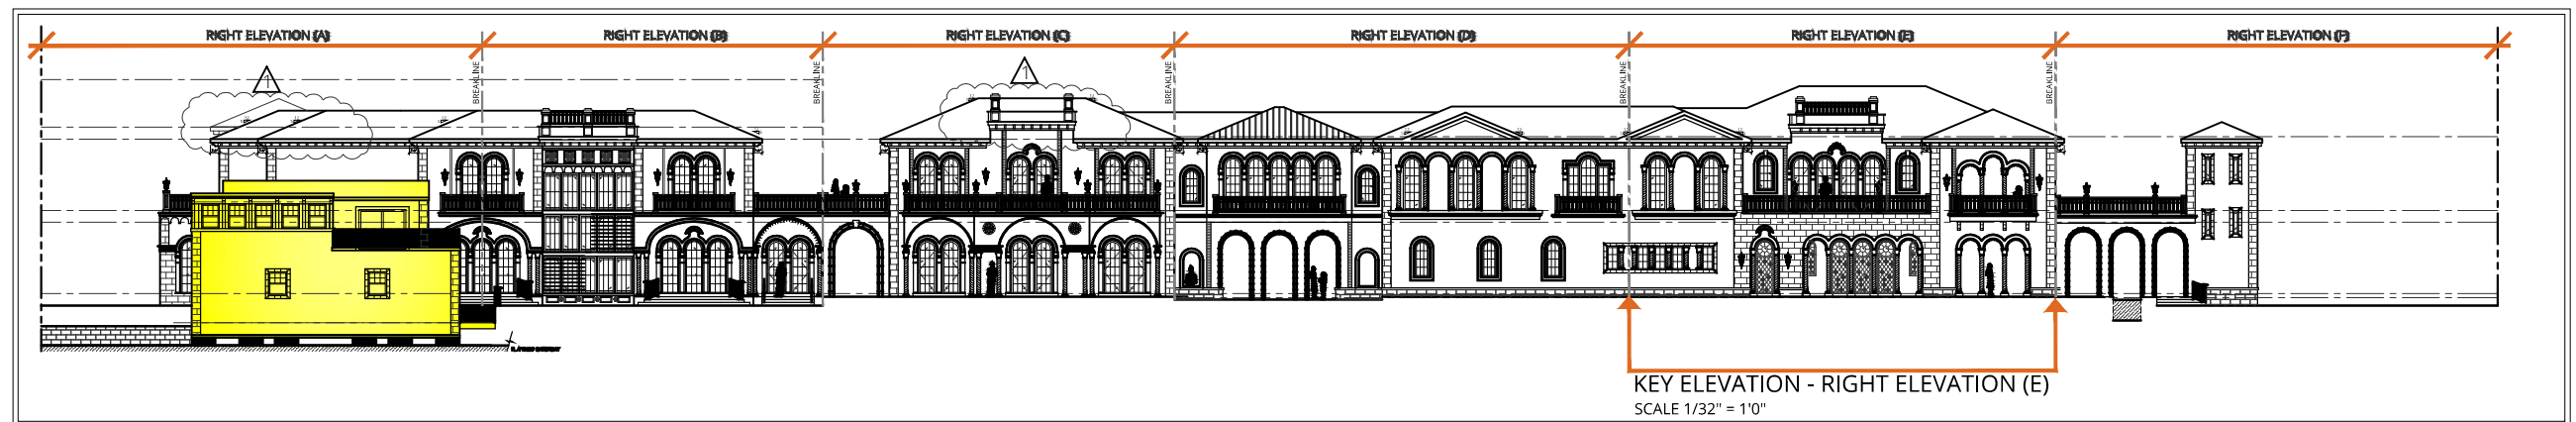 RIGHT ELEVATION (A)
RIGHT ELEVATION (B)
RIGHT ELEVATION (C)
RIGHT ELEVATION (D)
RIGHT ELEVATION (E)
RIGHT ELEVATION (F)
BREAKLINE
BREAKLINE
BREAKLINE
BREAKLINE
BREAKLINE
1
1
KEY ELEVATION - RIGHT ELEVATION (E)
SCALE 1/32" = 1'0"